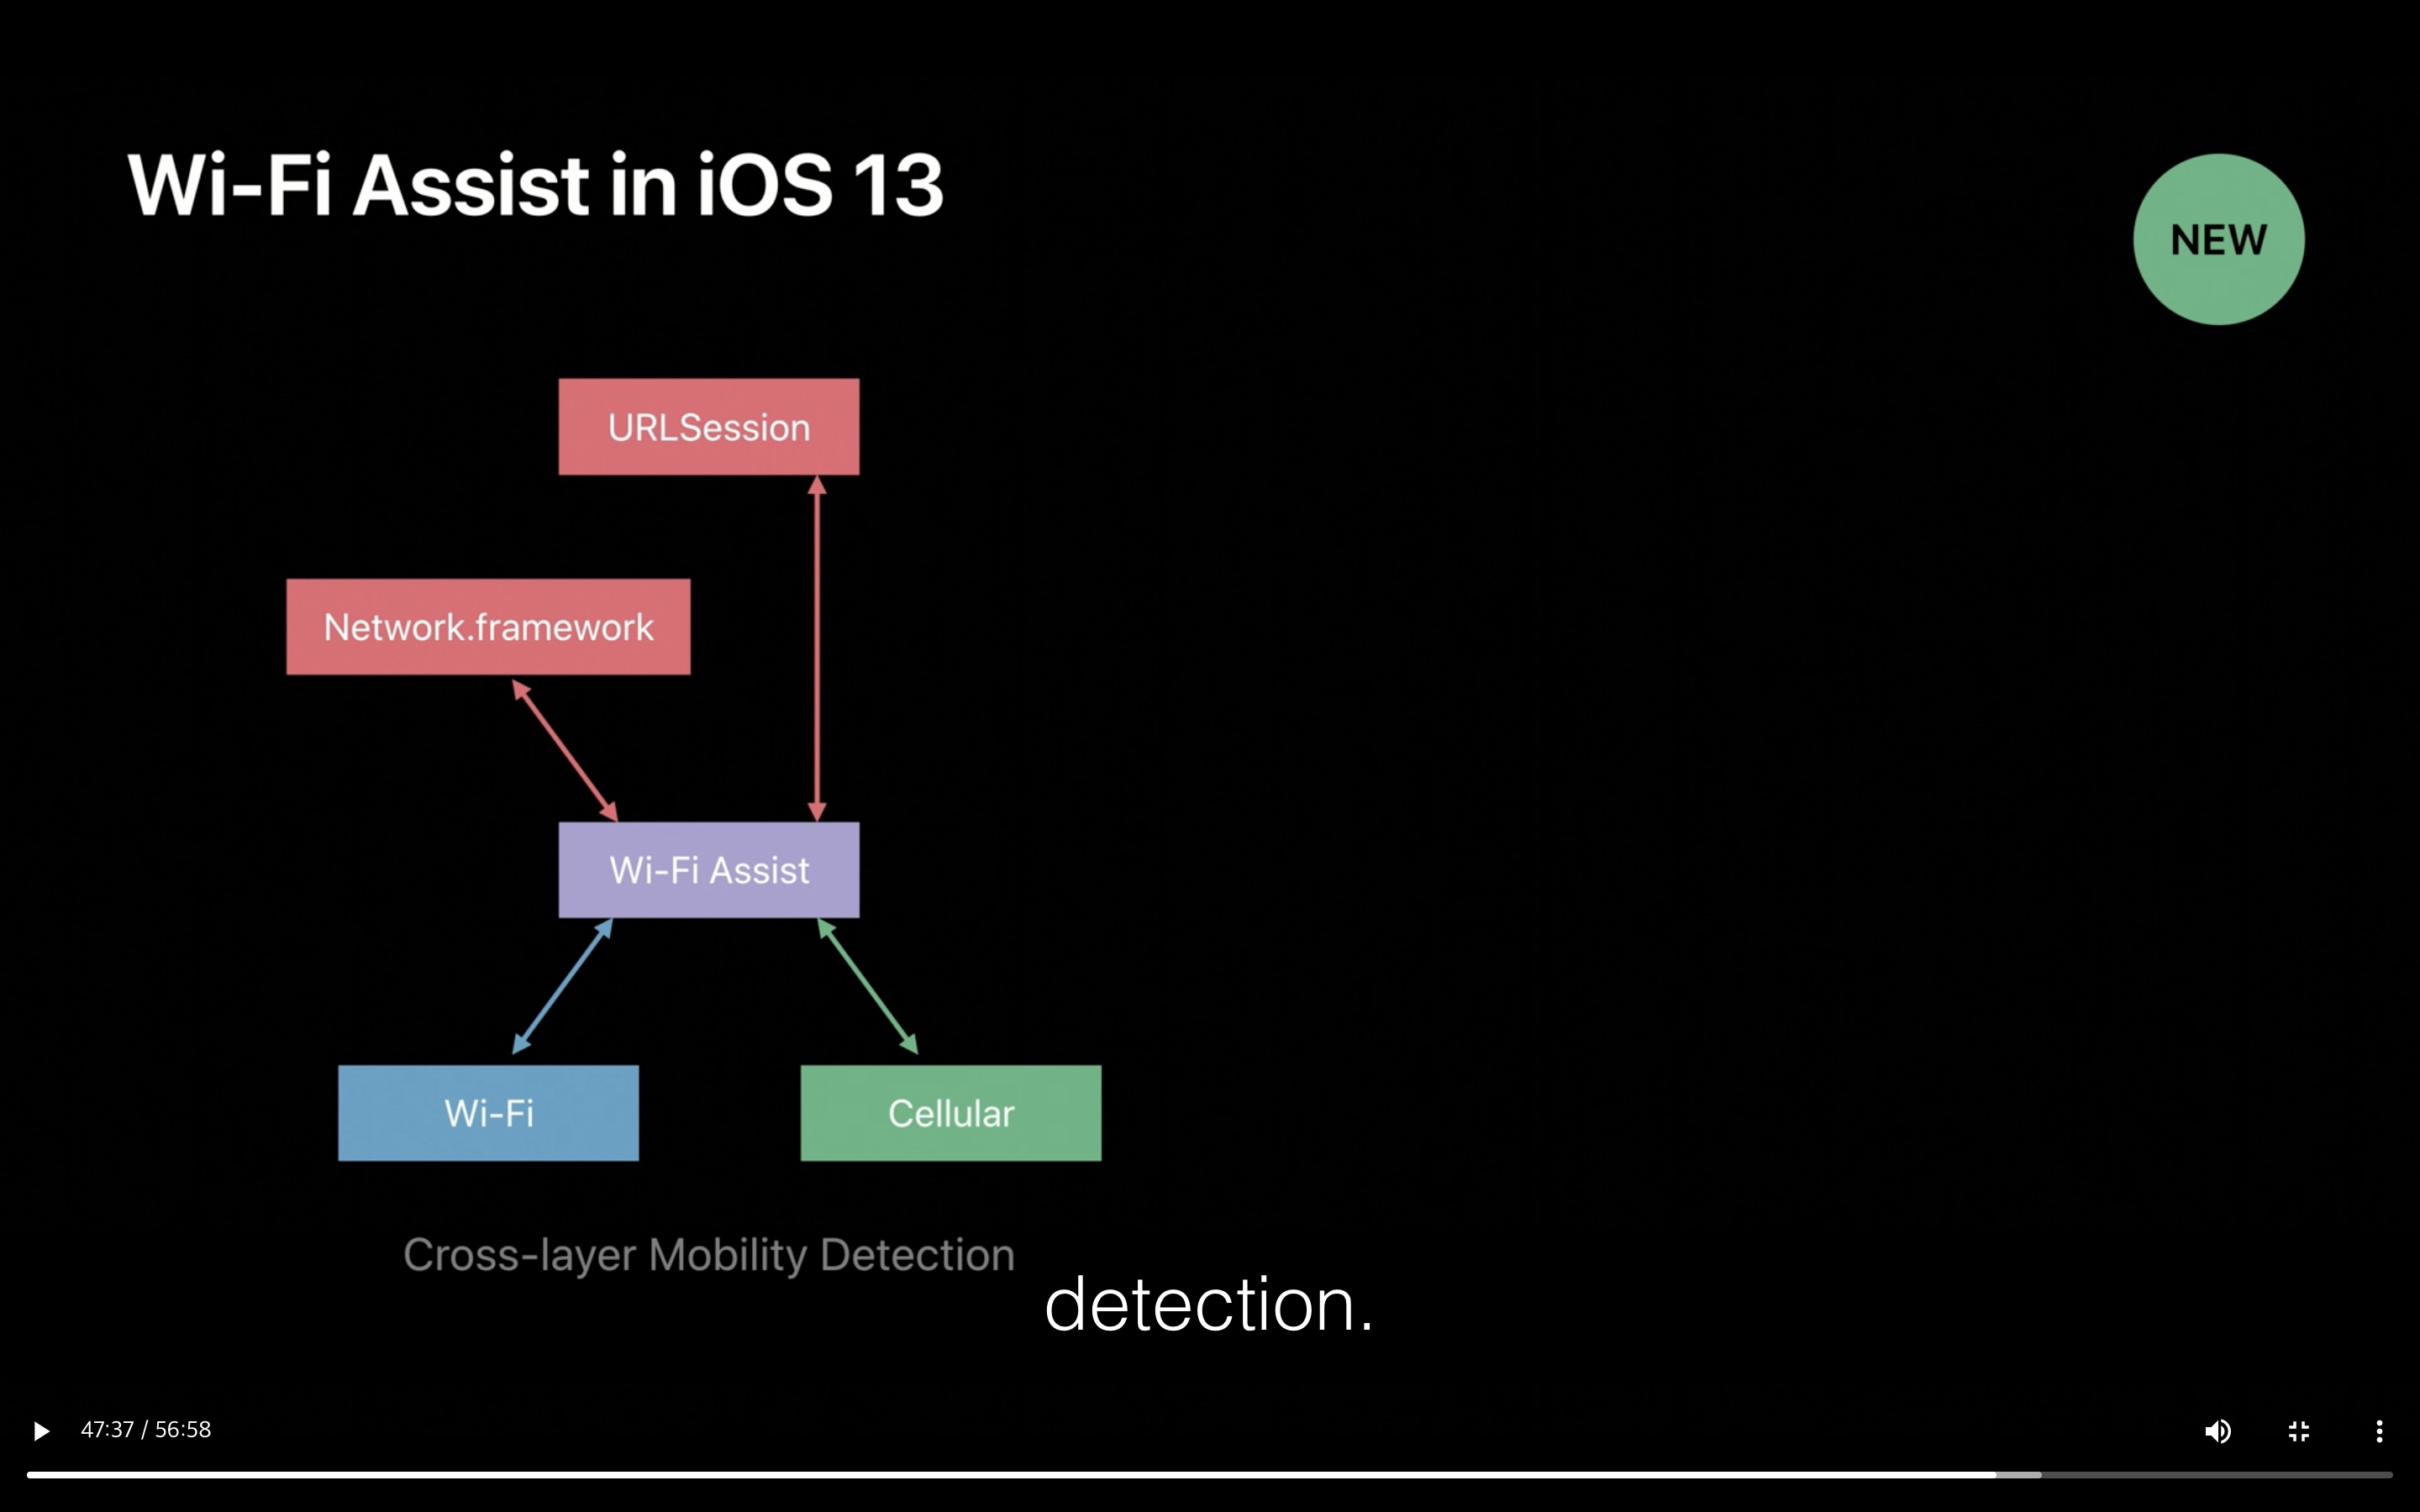 Wi-Fi Assist in iOS 13
NEW
URLSession
Network.framework
Wi-Fi Assist
Wi-Fi
Cellular
Cross-layer Mobility Detection
detection.
47:37 / 56:58